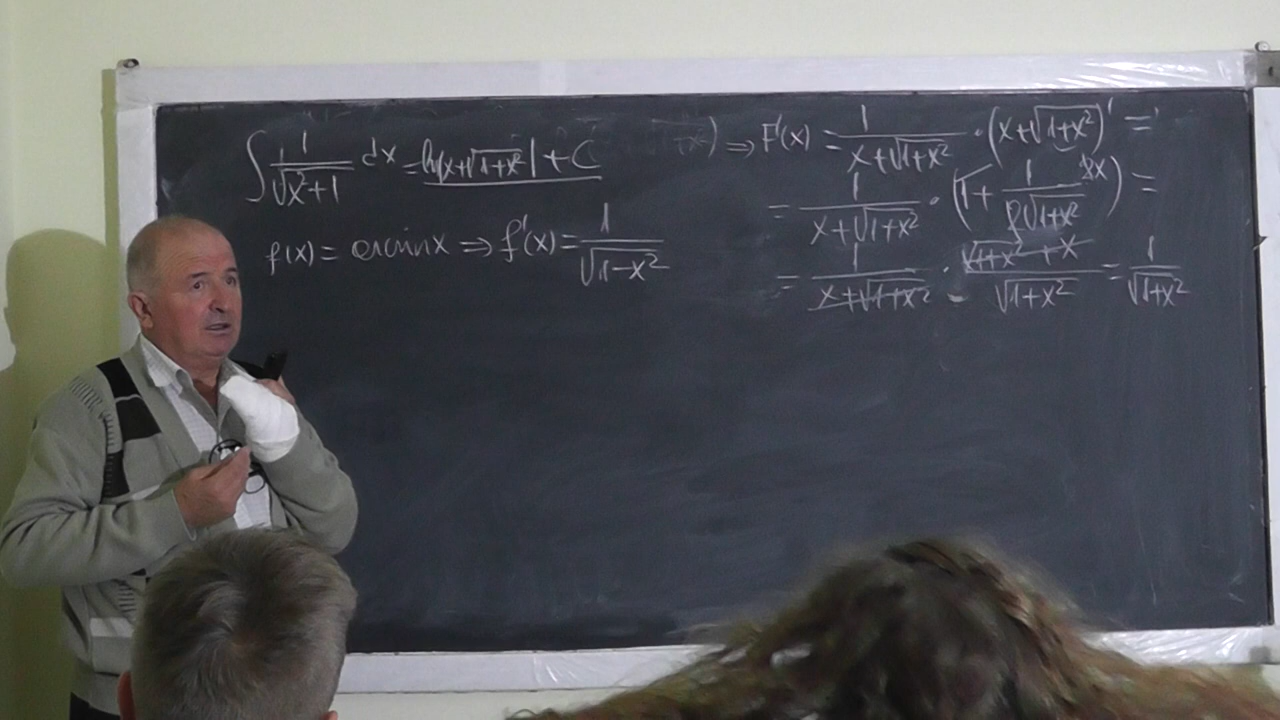 ∫ 1/√(x²+1) dx = ln|x+√(1+x²)| + C
f(x) = arcsin x ⇒ f'(x) = 1/√(1-x²)
) ⇒ F'(x) = 1/(x+√(1+x²)) · (x+√(1+x²))' =
= 1/(x+√(1+x²)) · (1 + 1/(2√(1+x²)) 2x) =
= 1/(x+√(1+x²)) · (√(1+x²) + x)/√(1+x²) = 1/√(1+x²)